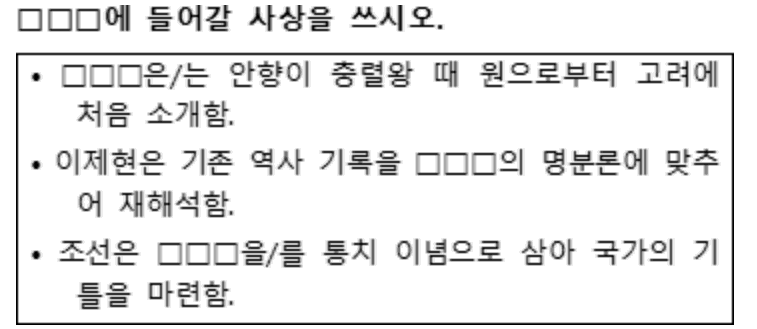 □□□에 들어갈 사상을 쓰시오.
• □□□은/는 안향이 충렬왕 때 원으로부터 고려에
처음 소개함.
• 이제현은 기존 역사 기록을 □□□의 명분론에 맞추
어 재해석함.
• 조선은 □□□을/를 통치 이념으로 삼아 국가의 기
틀을 마련함.